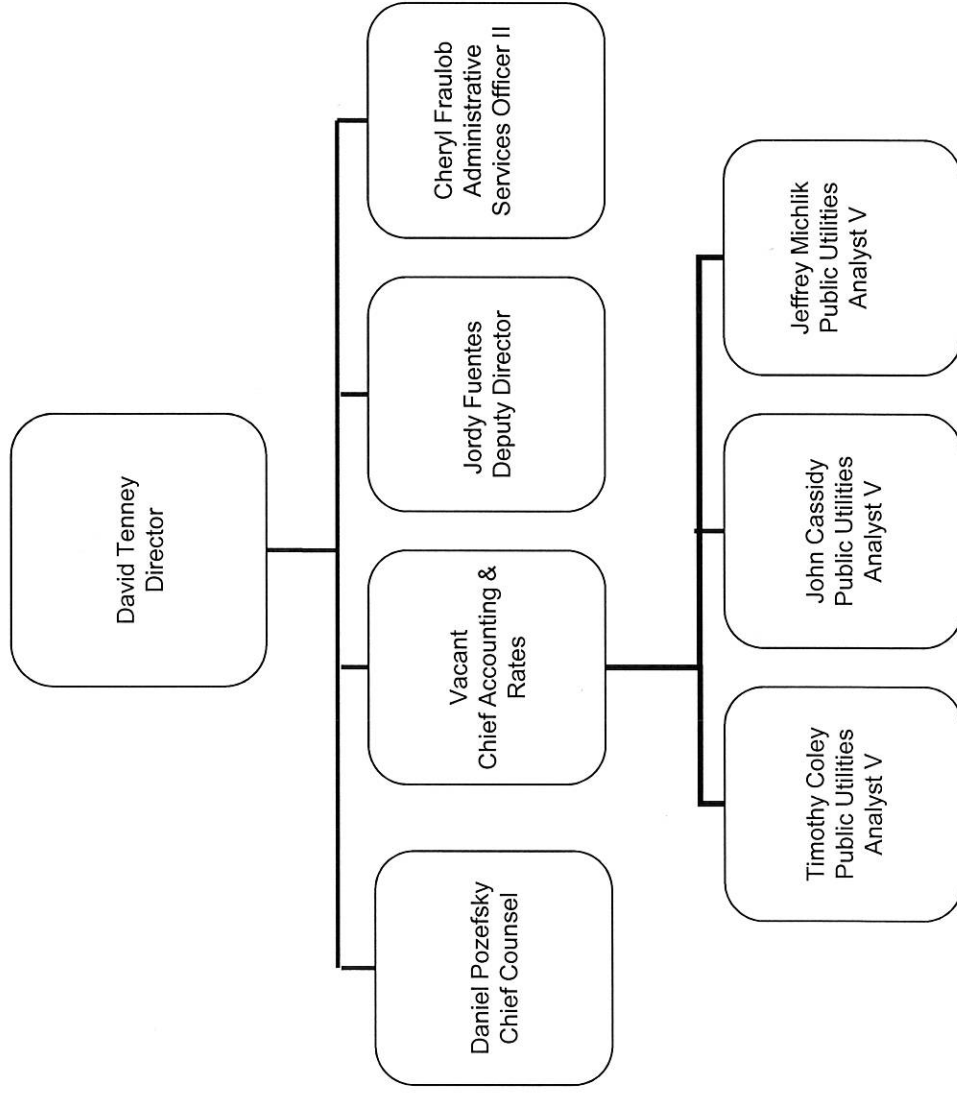 David Tenney
Director
Daniel Pozefsky
Chief Counsel
Vacant
Chief Accounting &
Rates
Jordy Fuentes
Deputy Director
Cheryl Fraulob
Administrative
Services Officer II
Timothy Coley
Public Utilities
Analyst V
John Cassidy
Public Utilities
Analyst V
Jeffrey Michlik
Public Utilities
Analyst V